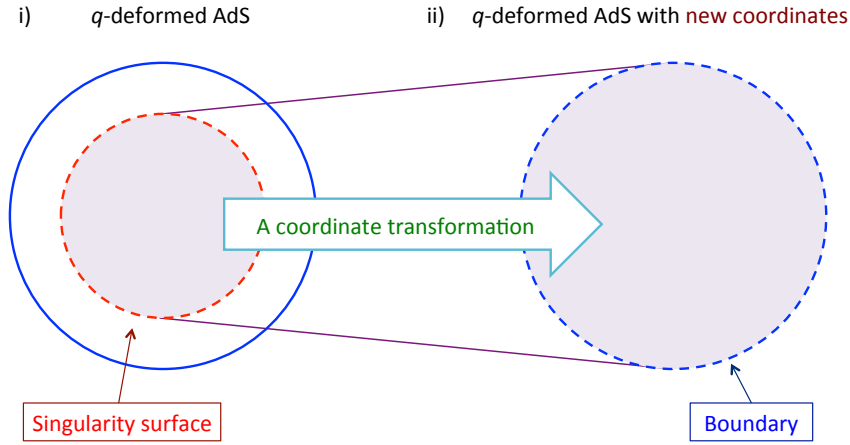 i) q-deformed AdS
ii) q-deformed AdS with new coordinates
A coordinate transformation
Singularity surface
Boundary